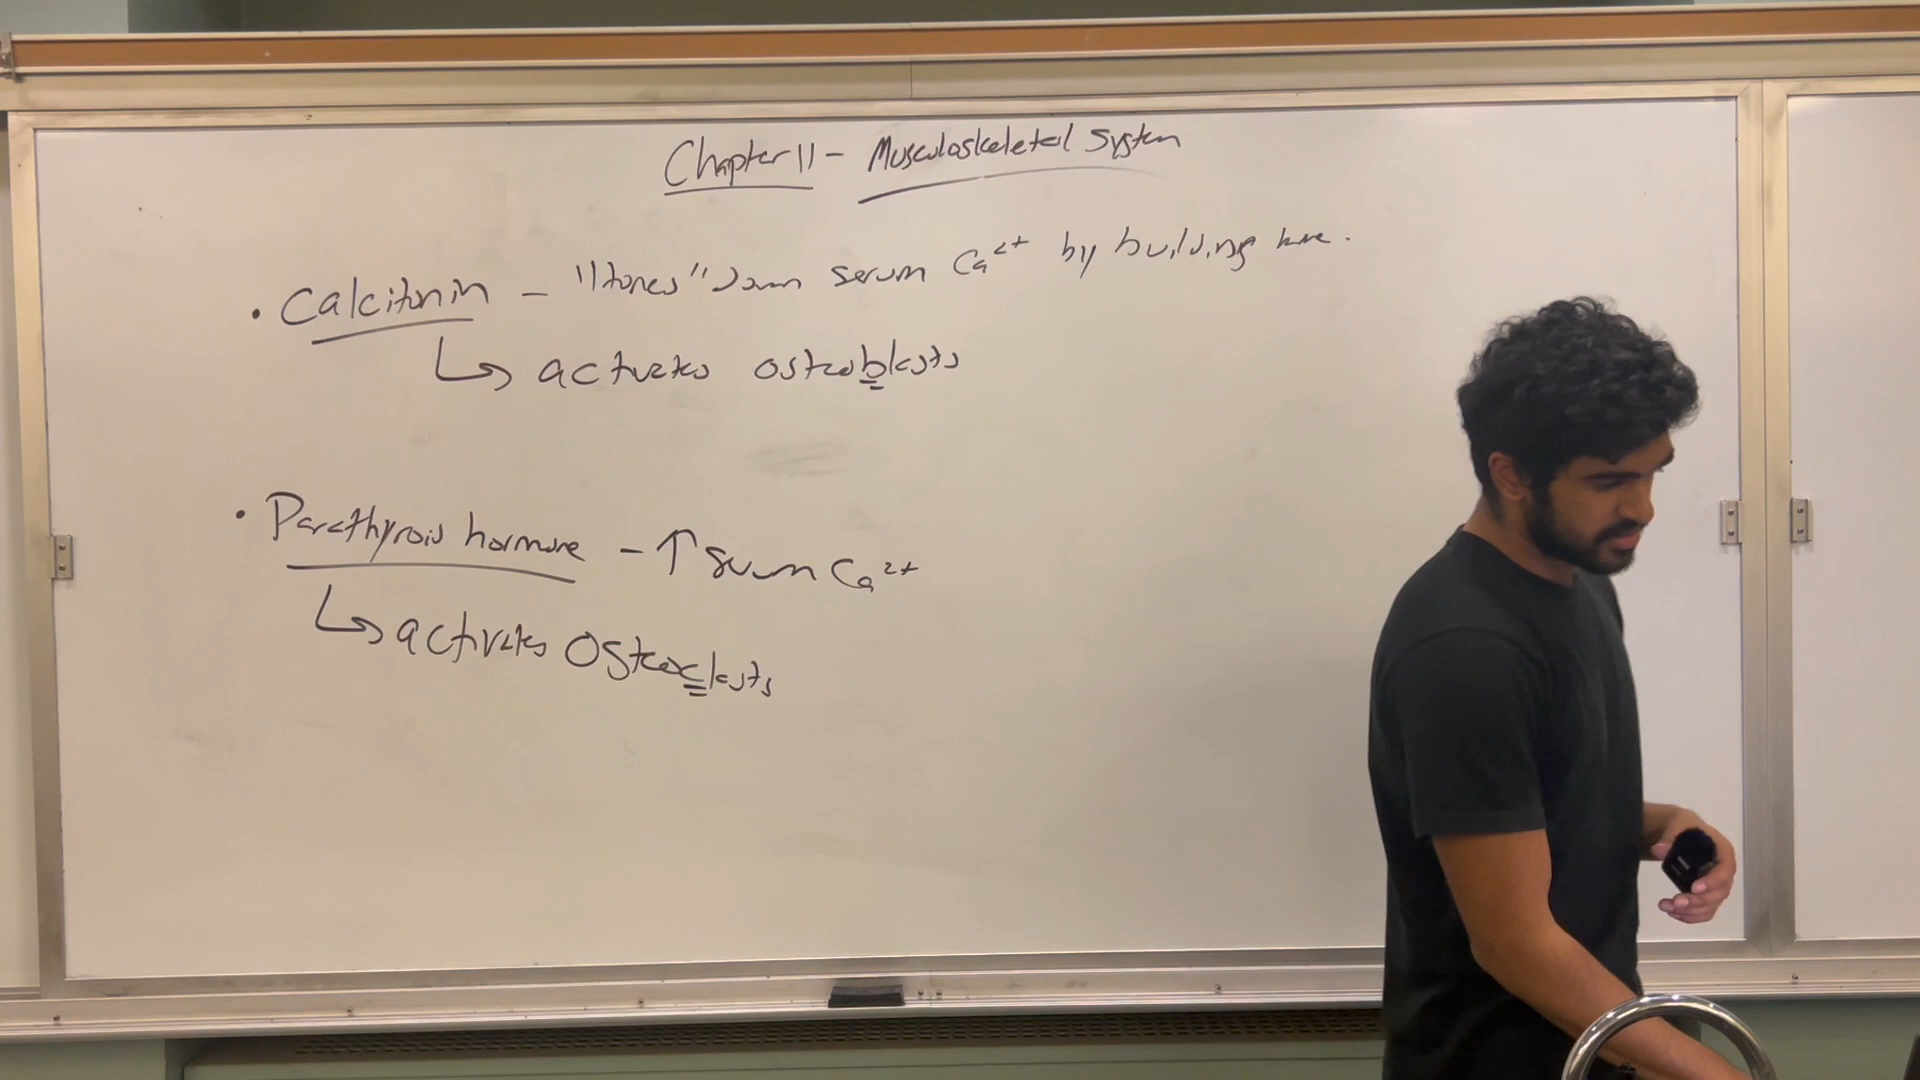 Chapter 11 - Musculoskeletal System
• Calcitonin - "tones" down serum Ca²⁺ by building bone.
↳ activates osteoblasts
• Parathyroid hormone - ↑ serum Ca²⁺
↳ activates Osteoclasts